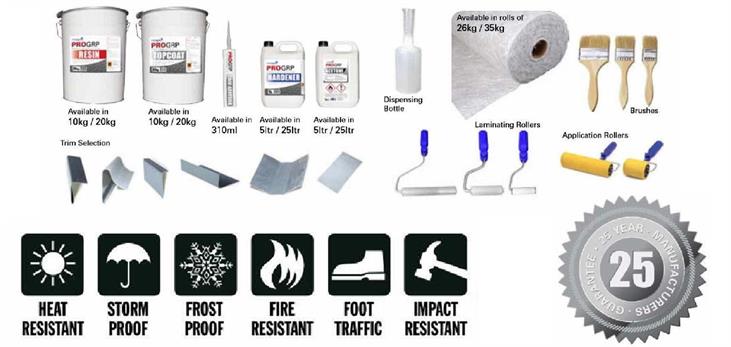 PROGRP
RESIN
Available in
10kg / 20kg
PROGRP
TOPCOAT
Available in
10kg / 20kg
Available in
310ml
PROGRP
HARDENER
Available in
5ltr / 25ltr
PROGRP
ACETONE
Available in
5ltr / 25ltr
Dispensing
Bottle
Available in rolls of
26kg / 35kg
Brushes
Trim Selection
Laminating Rollers
Application Rollers
HEAT
RESISTANT
STORM
PROOF
FROST
PROOF
FIRE
RESISTANT
FOOT
TRAFFIC
IMPACT
RESISTANT
25 YEAR · MANUFACTURERS · GUARANTEE
25